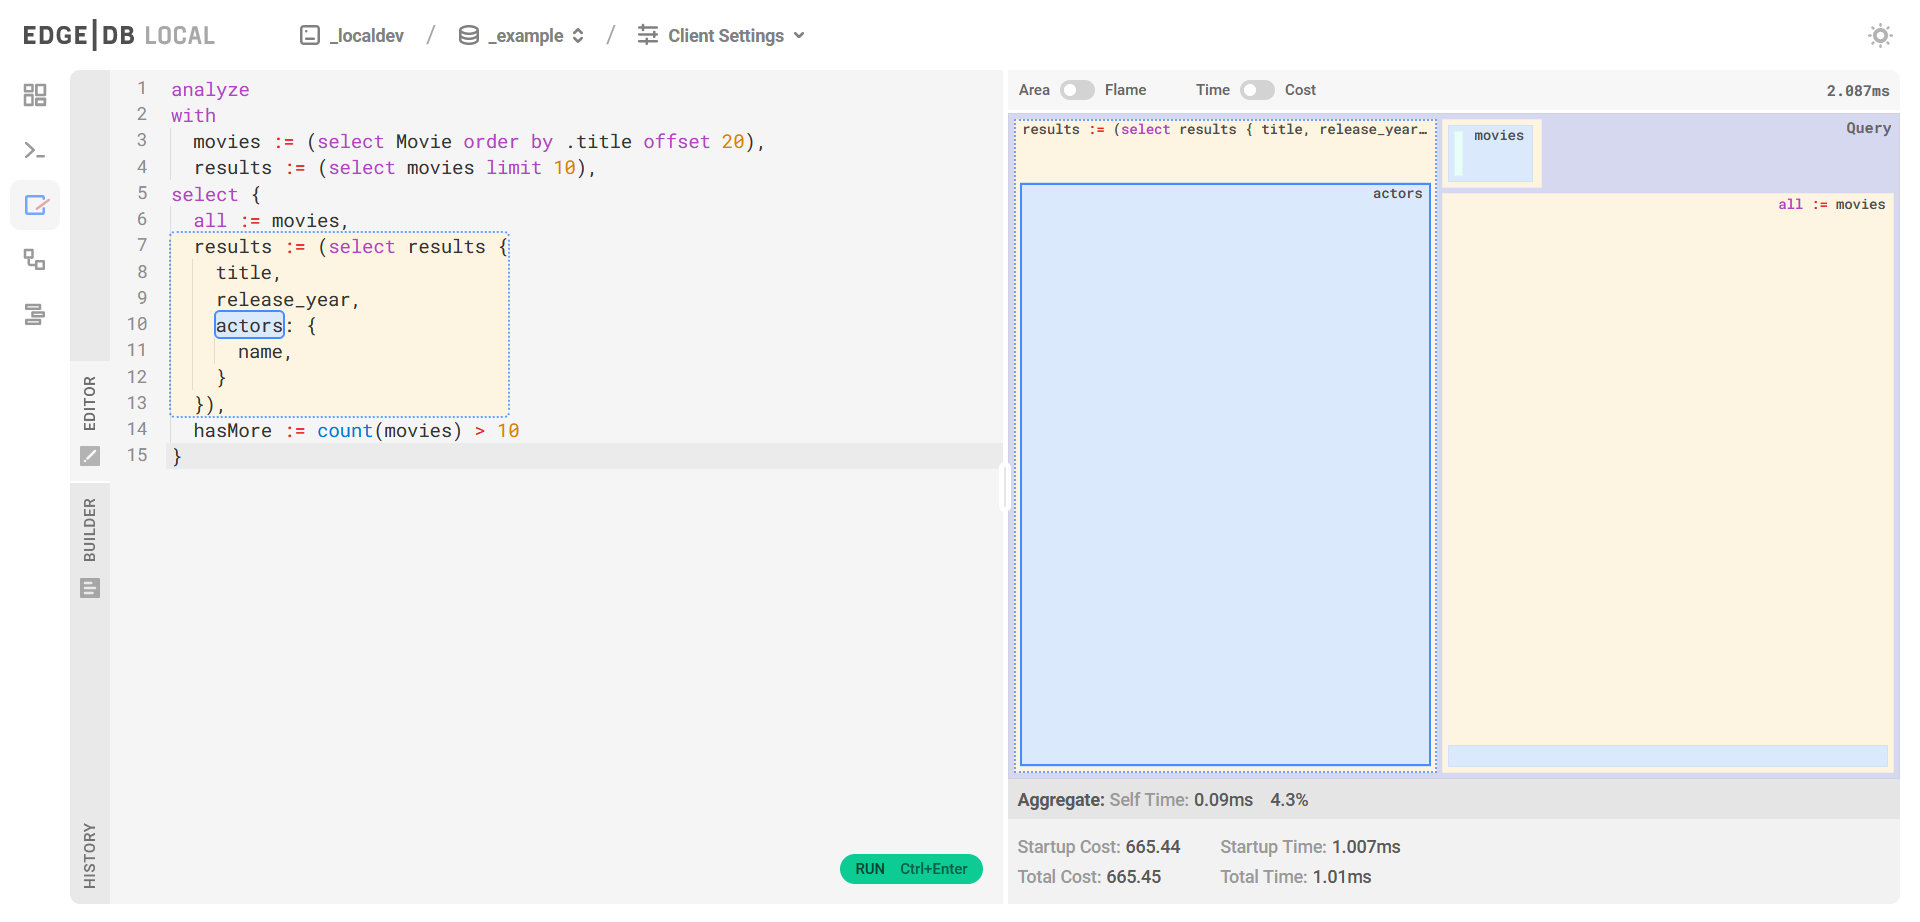 EDGE|DB LOCAL
_localdev / _example / Client Settings
1 analyze
2 with
3 movies := (select Movie order by .title offset 20),
4 results := (select movies limit 10),
5 select {
6 all := movies,
7 results := (select results {
8 title,
9 release_year,
10 actors: {
11 name,
12 }
13 }),
14 hasMore := count(movies) > 10
15 }
EDITOR
BUILDER
HISTORY
RUN Ctrl+Enter
Area Flame Time Cost 2.087ms
results := (select results { title, release_year…
actors
movies
Query
all := movies
Aggregate: Self Time: 0.09ms 4.3%
Startup Cost: 665.44 Startup Time: 1.007ms
Total Cost: 665.45 Total Time: 1.01ms